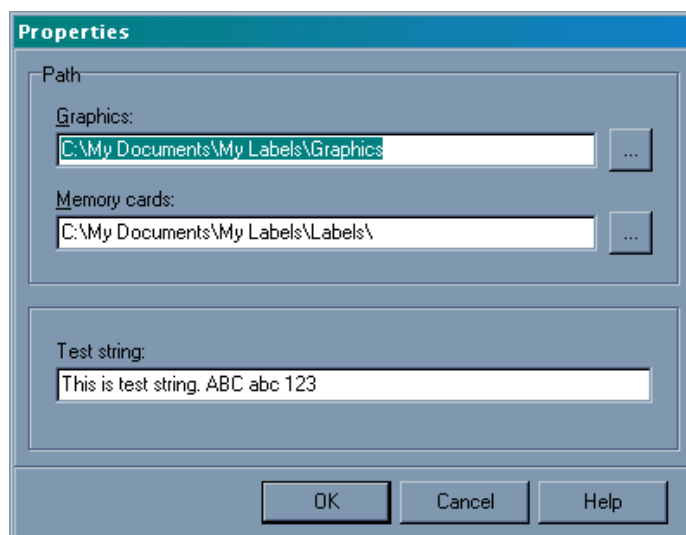 Properties
Path
Graphics:
C:\My Documents\My Labels\Graphics
...
Memory cards:
C:\My Documents\My Labels\Labels\
...
Test string:
This is test string. ABC abc 123
OK Cancel Help